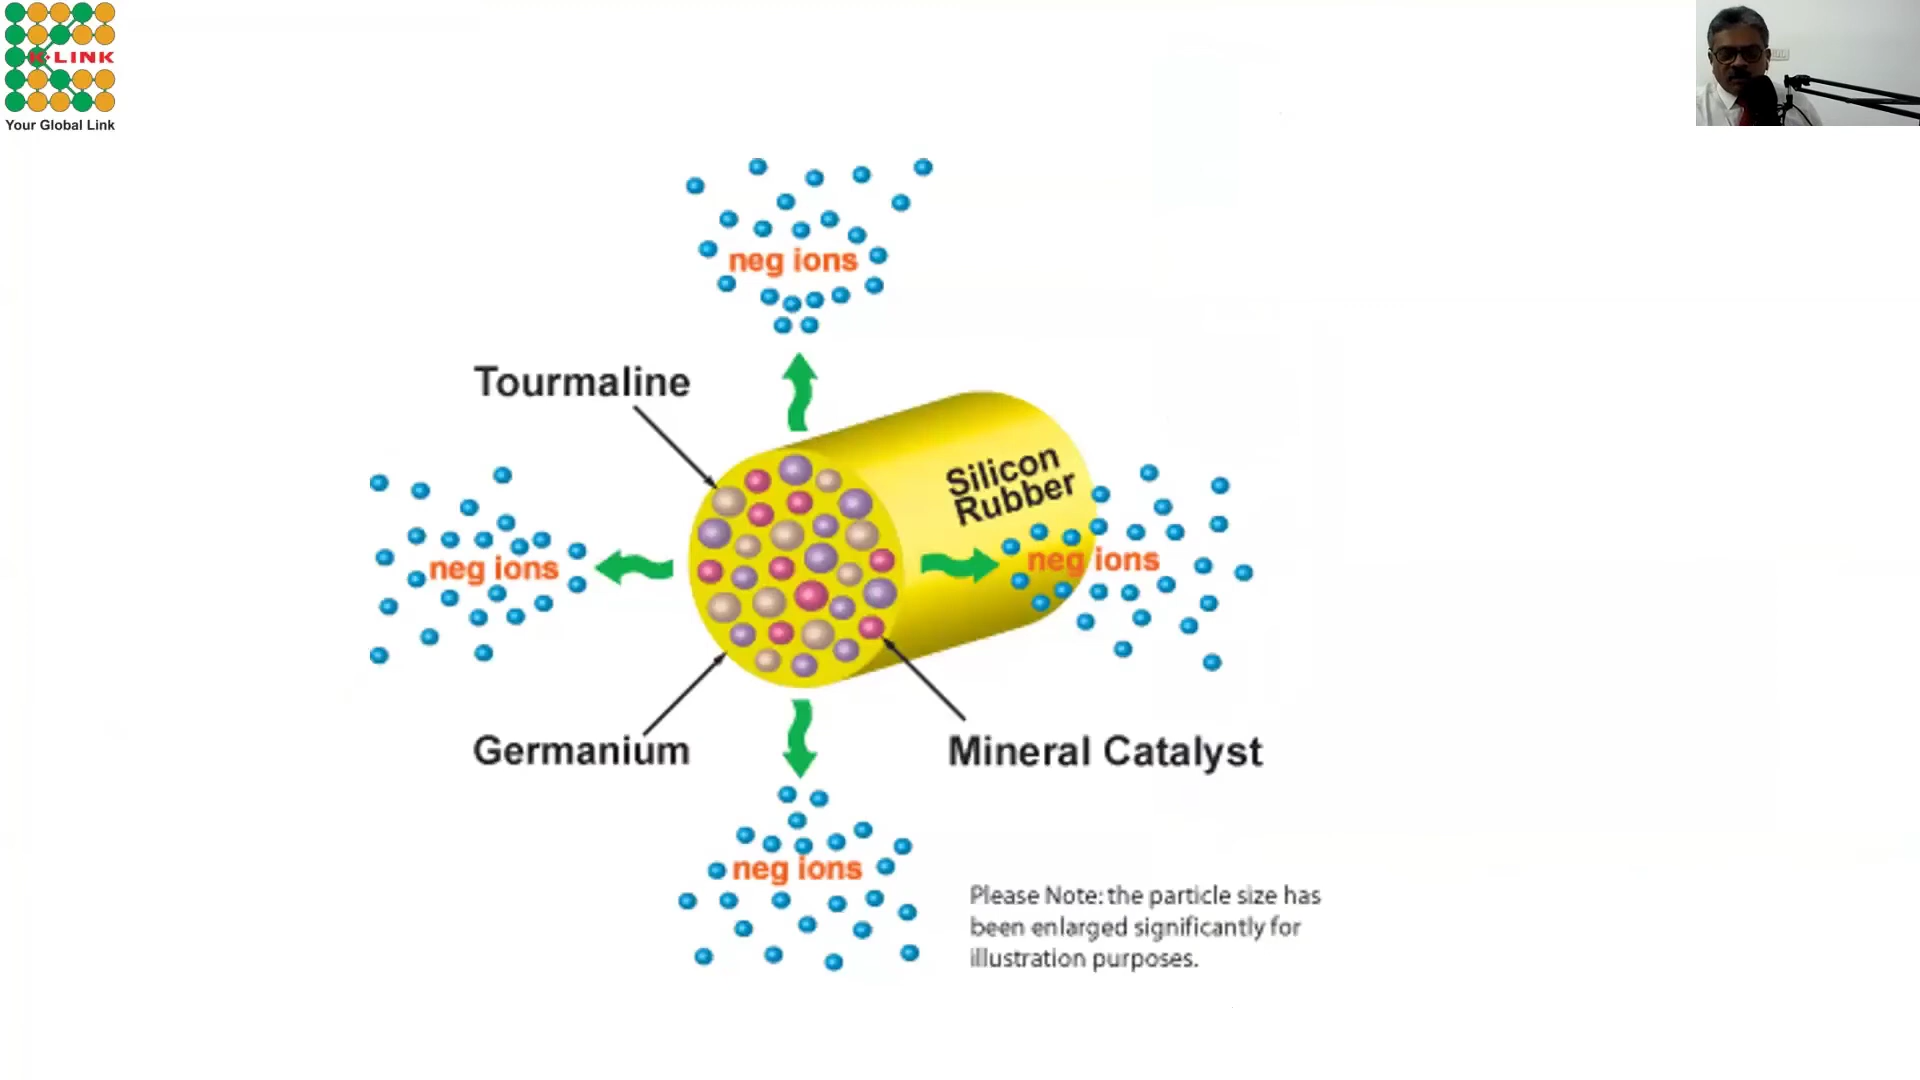 K-LINK
Your Global Link
neg ions
Tourmaline
Silicon
Rubber
neg ions
neg ions
Germanium
Mineral Catalyst
neg ions
Please Note: the particle size has
been enlarged significantly for
illustration purposes.